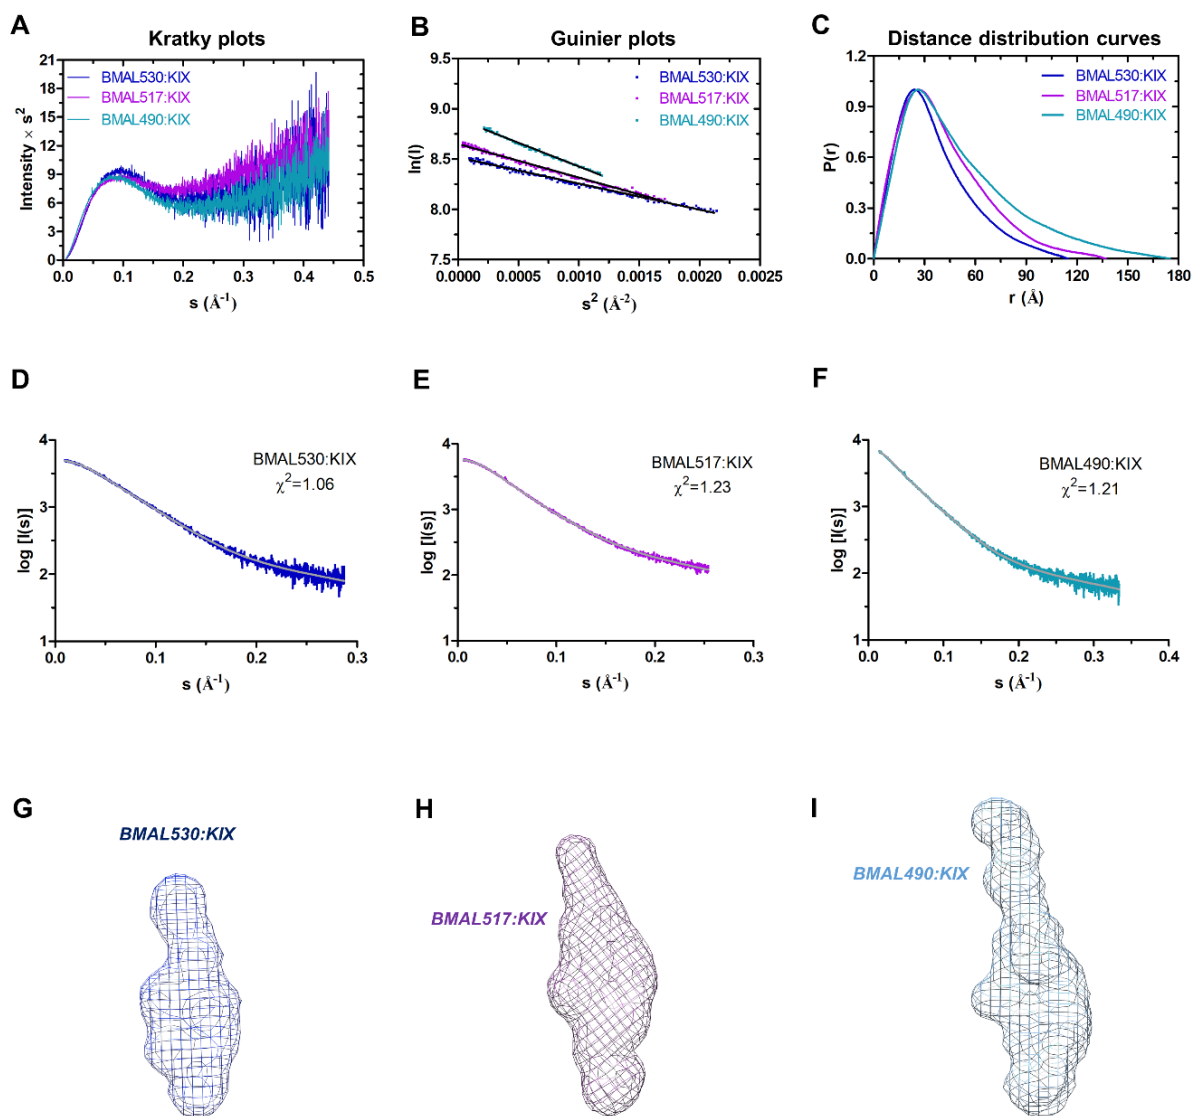 A
Kratky plots
Intensity × s²
21
18
15
12
9
6
3
0
BMAL530:KIX
BMAL517:KIX
BMAL490:KIX
0.0 0.1 0.2 0.3 0.4 0.5
s (Å⁻¹)
B
Guinier plots
ln(I)
9.5
9.0
8.5
8.0
7.5
BMAL530:KIX
BMAL517:KIX
BMAL490:KIX
0.0000 0.0005 0.0010 0.0015 0.0020 0.0025
s² (Å⁻²)
C
Distance distribution curves
P(r)
1.2
0.9
0.6
0.3
0.0
BMAL530:KIX
BMAL517:KIX
BMAL490:KIX
0 30 60 90 120 150 180
r (Å)
D
log [I(s)]
4
3
2
1
BMAL530:KIX
χ²=1.06
0.0 0.1 0.2 0.3
s (Å⁻¹)
E
log [I(s)]
4
3
2
1
BMAL517:KIX
χ²=1.23
0.0 0.1 0.2 0.3
s (Å⁻¹)
F
log [I(s)]
4
3
2
1
BMAL490:KIX
χ²=1.21
0.0 0.1 0.2 0.3 0.4
s (Å⁻¹)
G
BMAL530:KIX
H
BMAL517:KIX
I
BMAL490:KIX